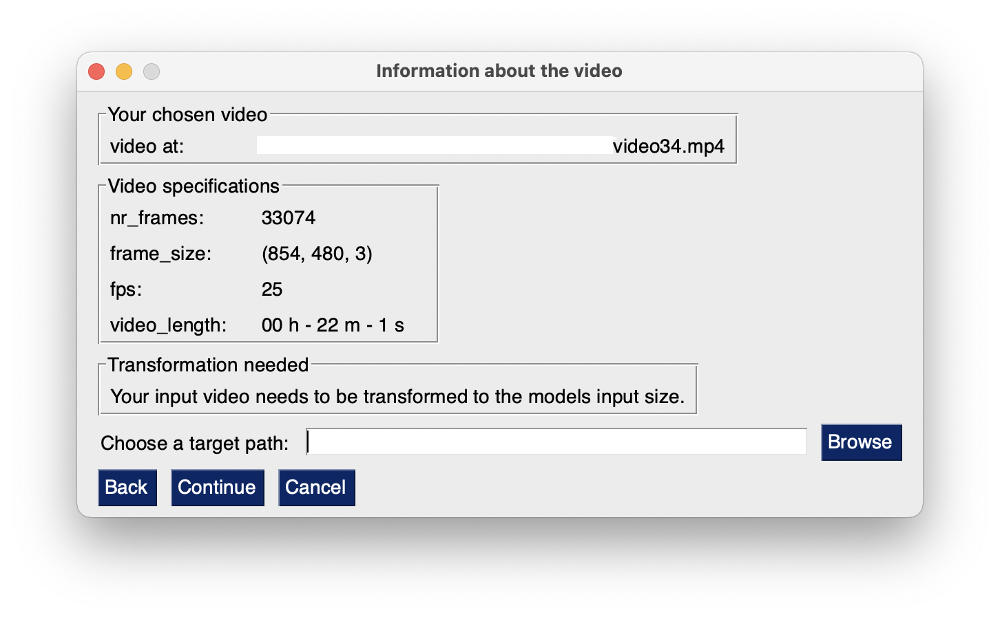 Information about the video
Your chosen video
video at: video34.mp4
Video specifications
nr_frames: 33074
frame_size: (854, 480, 3)
fps: 25
video_length: 00 h - 22 m - 1 s
Transformation needed
Your input video needs to be transformed to the models input size.
Choose a target path: Browse
Back Continue Cancel